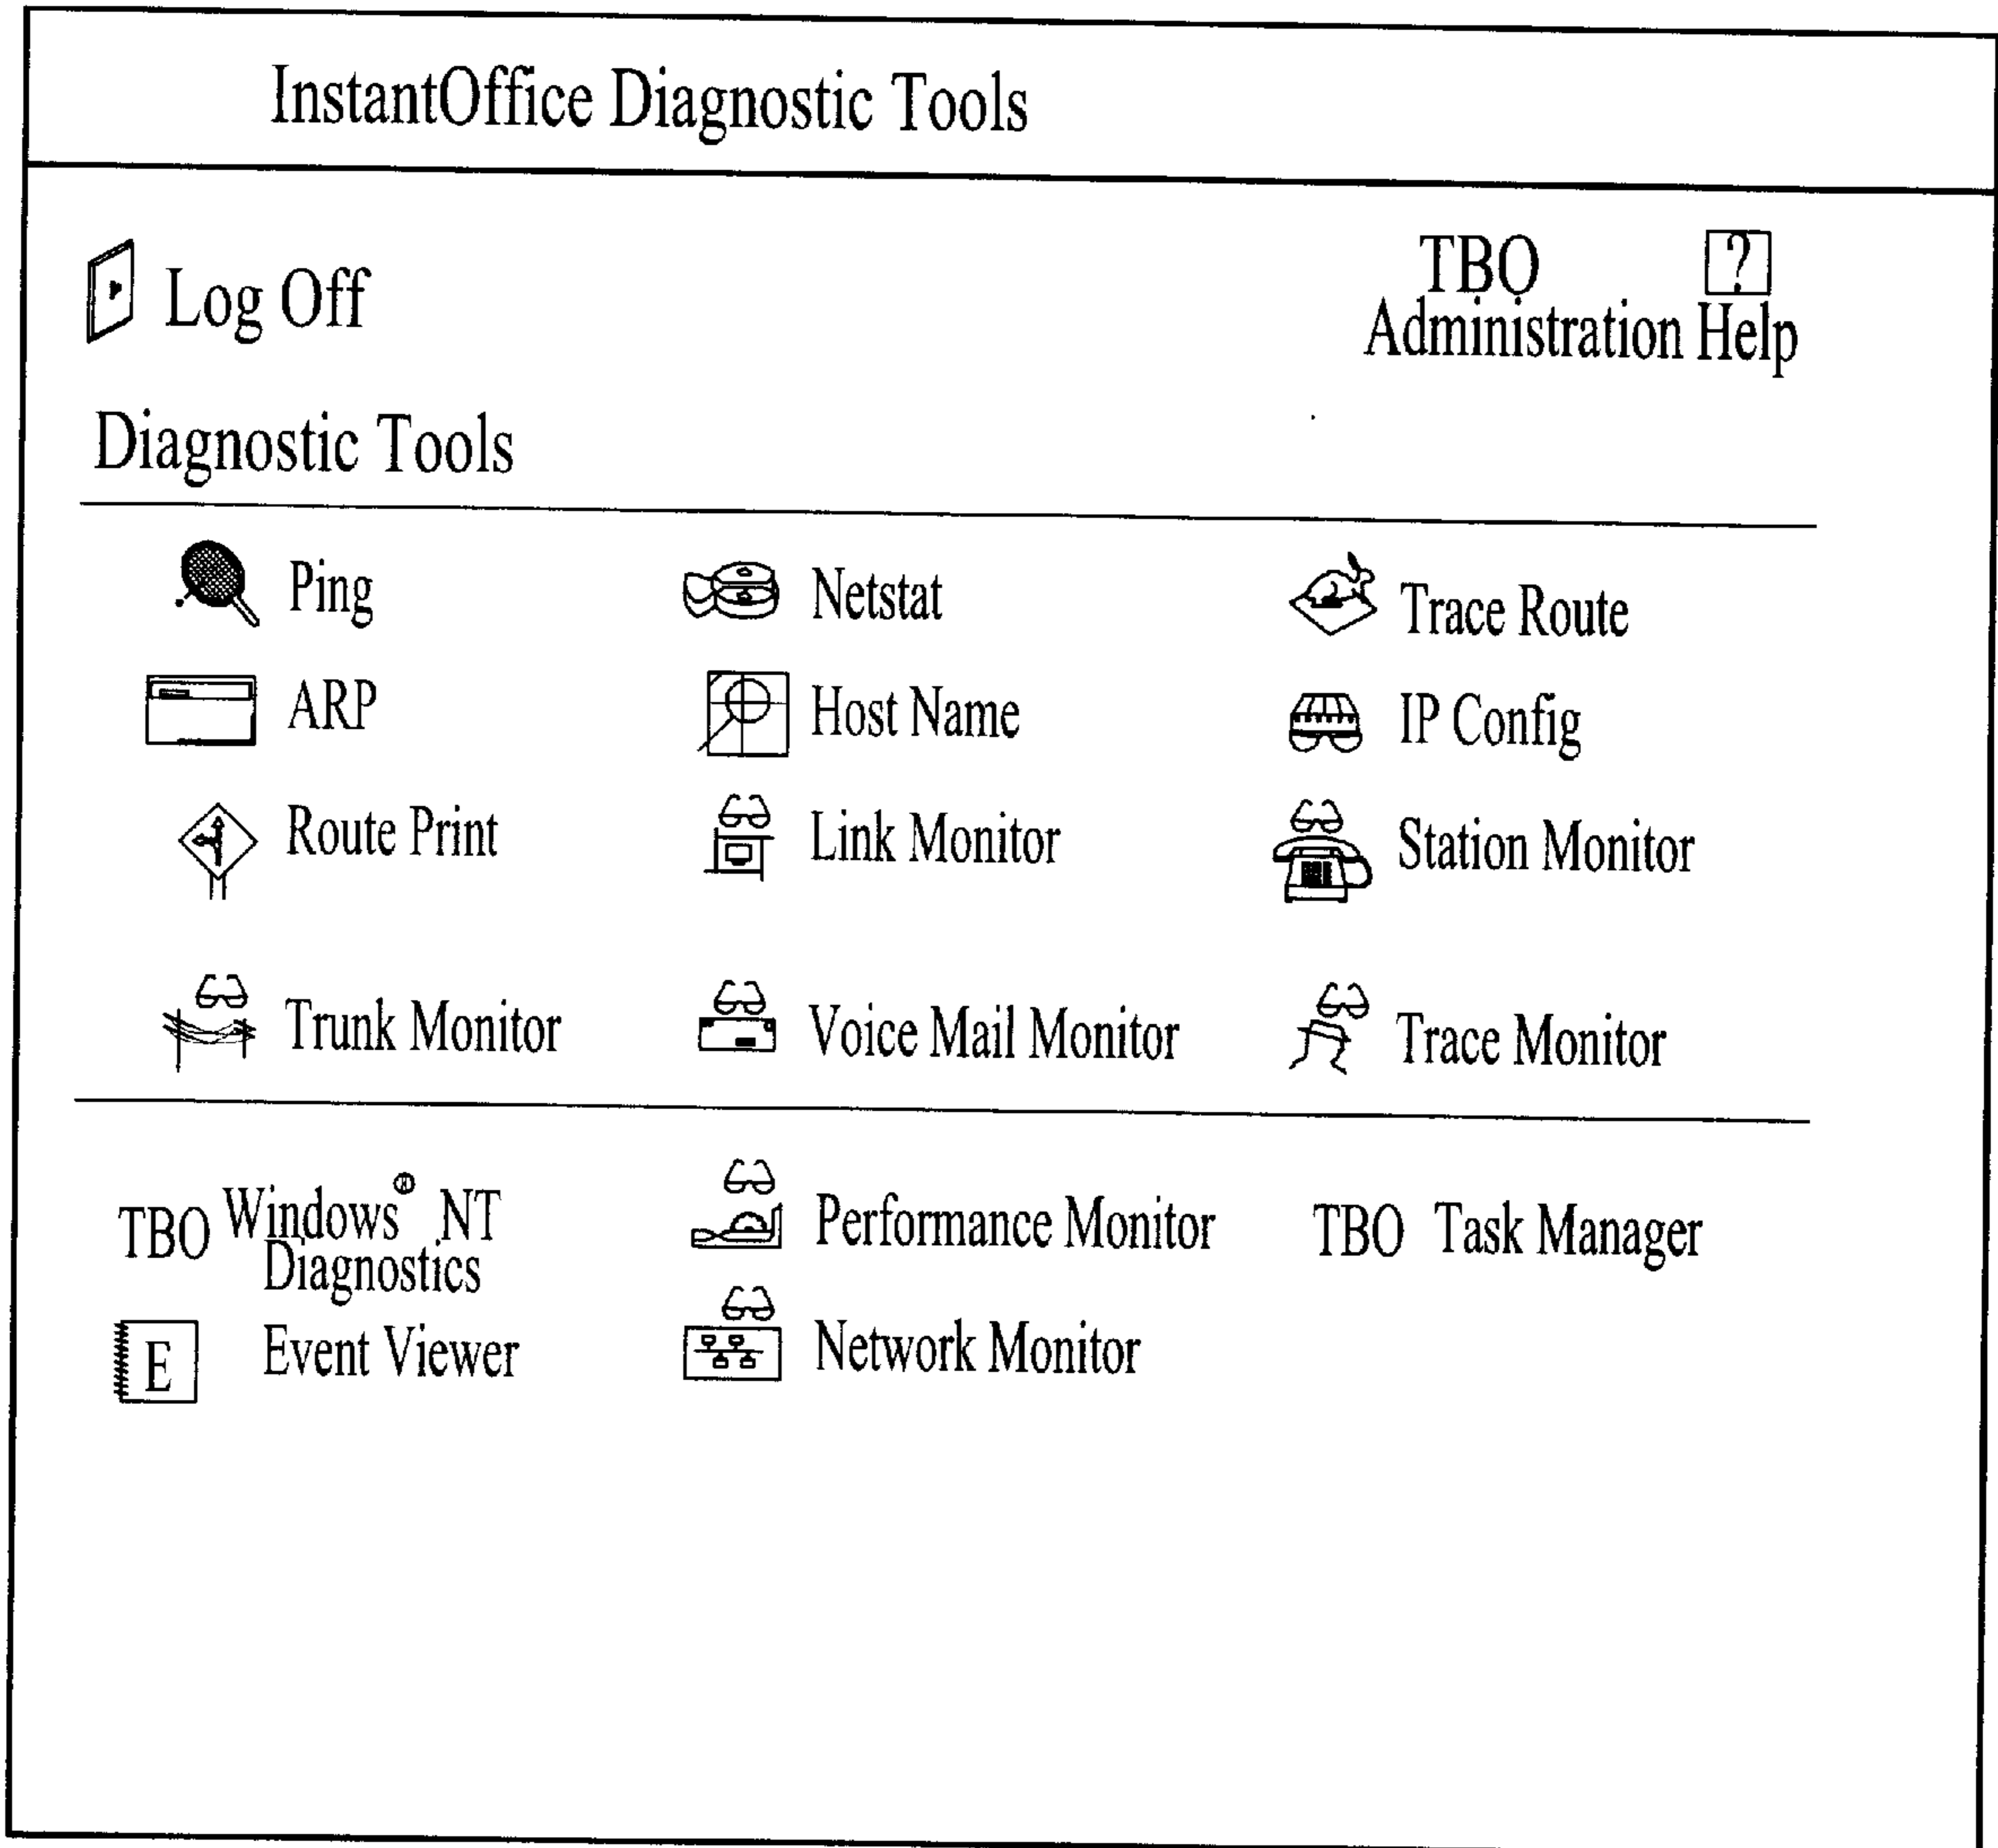 InstantOffice Diagnostic Tools
Log Off
TBO ?
Administration Help
Diagnostic Tools
Ping Netstat Trace Route
ARP Host Name IP Config
Route Print Link Monitor Station Monitor
Trunk Monitor Voice Mail Monitor Trace Monitor
TBO Windows® NT Performance Monitor TBO Task Manager
Diagnostics
E Event Viewer Network Monitor